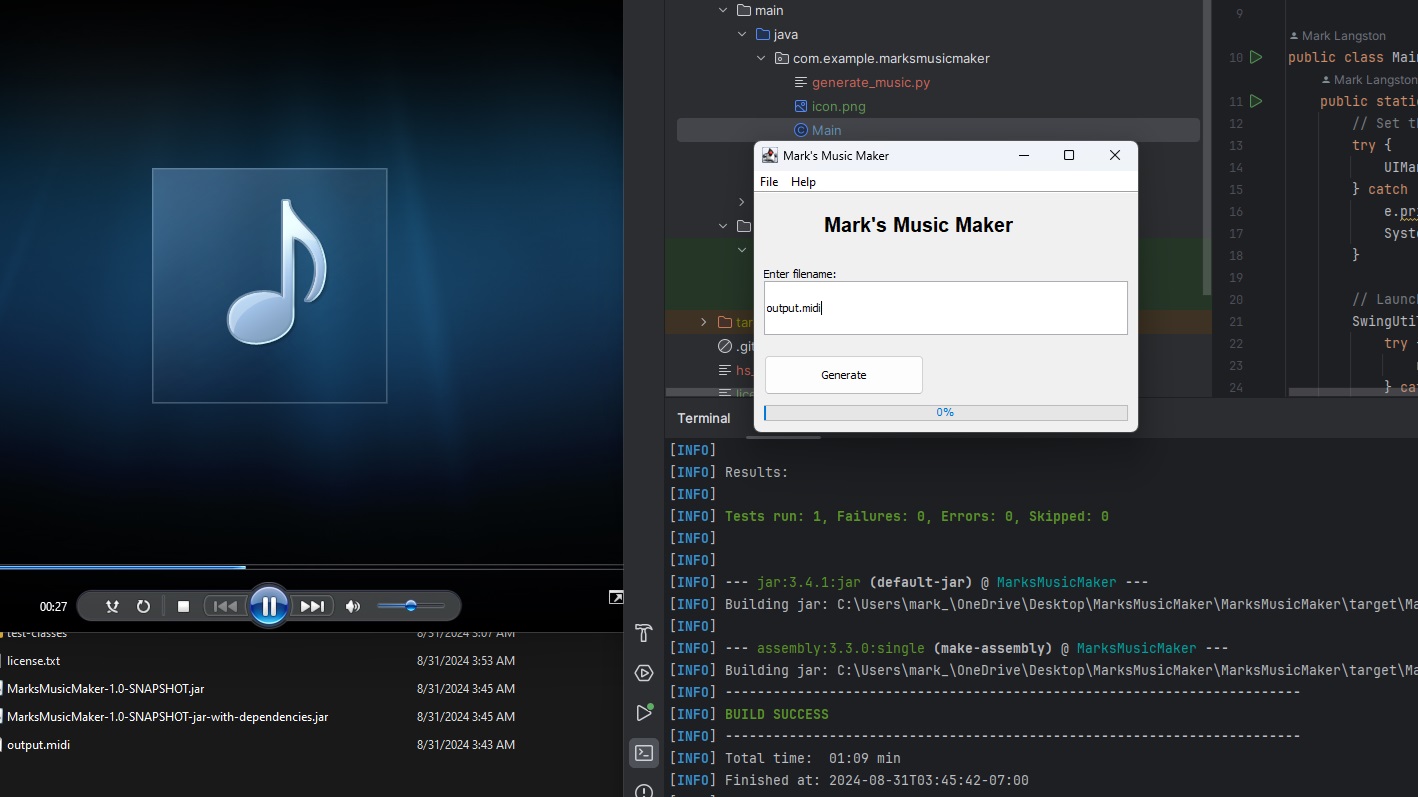 00:27
test-classes 8/31/2024 3:07 AM
license.txt 8/31/2024 3:53 AM
MarksMusicMaker-1.0-SNAPSHOT.jar 8/31/2024 3:45 AM
MarksMusicMaker-1.0-SNAPSHOT-jar-with-dependencies.jar 8/31/2024 3:45 AM
output.midi 8/31/2024 3:43 AM
main
java
com.example.marksmusicmaker
generate_music.py
icon.png
Main
tar
.gi
hs_
lice
Mark's Music Maker
File Help
Mark's Music Maker
Enter filename:
output.midi
Generate
0%
9
Mark Langston
10 public class Mai
Mark Langston
11 public stati
12 // Set th
13 try {
14 UIMan
15 } catch
16 e.pri
17 Syste
18 }
19
20 // Launch
21 SwingUtil
22 try {
23
24 } cat
Terminal
[INFO]
[INFO] Results:
[INFO]
[INFO] Tests run: 1, Failures: 0, Errors: 0, Skipped: 0
[INFO]
[INFO]
[INFO] --- jar:3.4.1:jar (default-jar) @ MarksMusicMaker ---
[INFO] Building jar: C:\Users\mark_\OneDrive\Desktop\MarksMusicMaker\MarksMusicMaker\target\Ma
[INFO]
[INFO] --- assembly:3.3.0:single (make-assembly) @ MarksMusicMaker ---
[INFO] Building jar: C:\Users\mark_\OneDrive\Desktop\MarksMusicMaker\MarksMusicMaker\target\Ma
[INFO] ------------------------------------------------------------------------
[INFO] BUILD SUCCESS
[INFO] ------------------------------------------------------------------------
[INFO] Total time:  01:09 min
[INFO] Finished at: 2024-08-31T03:45:42-07:00